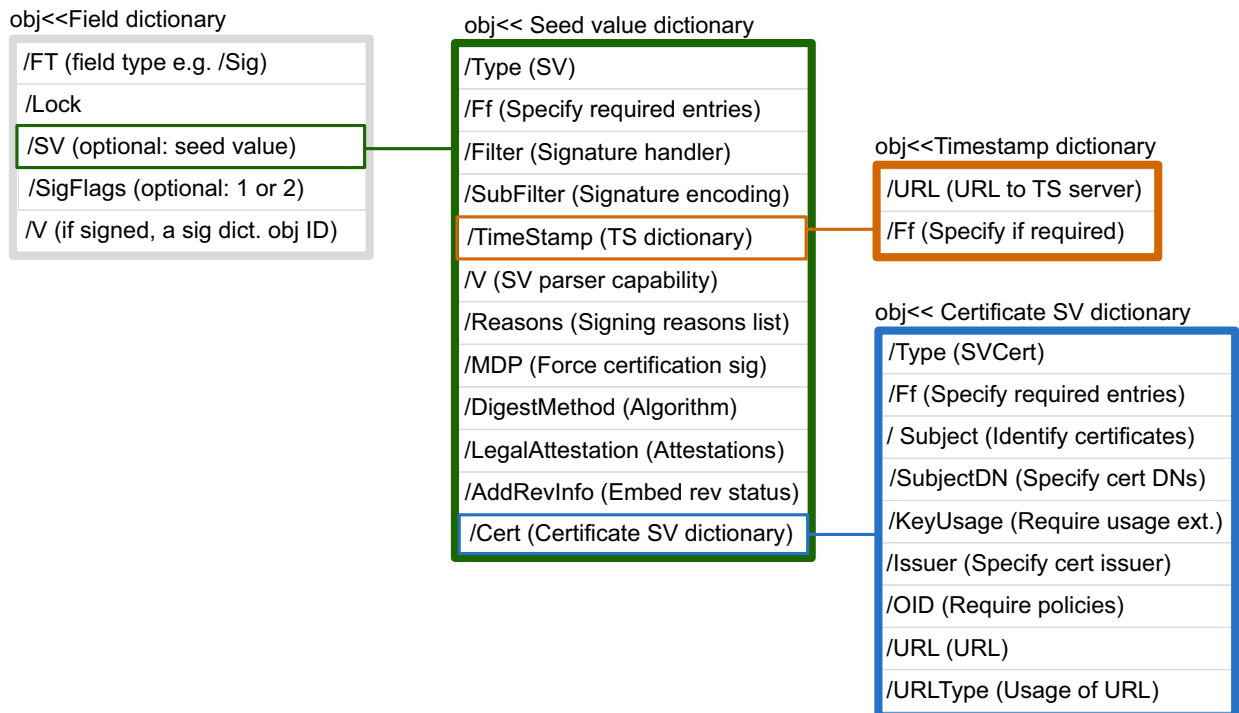 obj<<Field dictionary
/FT (field type e.g. /Sig)
/Lock
/SV (optional: seed value)
/SigFlags (optional: 1 or 2)
/V (if signed, a sig dict. obj ID)
obj<< Seed value dictionary
/Type (SV)
/Ff (Specify required entries)
/Filter (Signature handler)
/SubFilter (Signature encoding)
/TimeStamp (TS dictionary)
/V (SV parser capability)
/Reasons (Signing reasons list)
/MDP (Force certification sig)
/DigestMethod (Algorithm)
/LegalAttestation (Attestations)
/AddRevInfo (Embed rev status)
/Cert (Certificate SV dictionary)
obj<<Timestamp dictionary
/URL (URL to TS server)
/Ff (Specify if required)
obj<< Certificate SV dictionary
/Type (SVCert)
/Ff (Specify required entries)
/ Subject (Identify certificates)
/SubjectDN (Specify cert DNs)
/KeyUsage (Require usage ext.)
/Issuer (Specify cert issuer)
/OID (Require policies)
/URL (URL)
/URLType (Usage of URL)